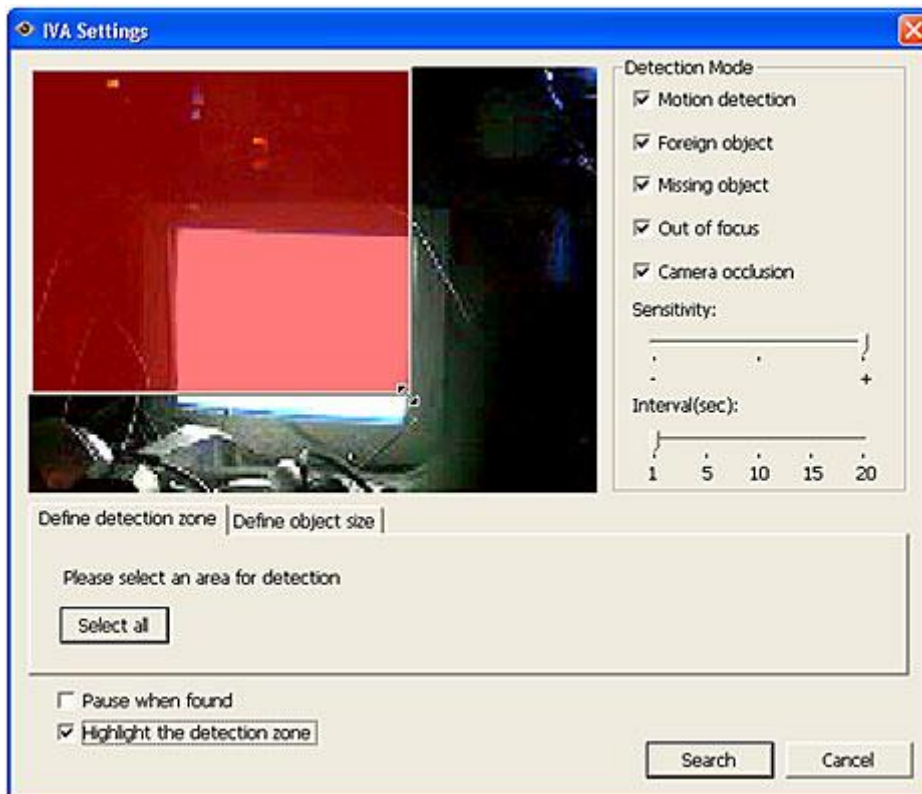 IVA Settings
Detection Mode
Motion detection
Foreign object
Missing object
Out of focus
Camera occlusion
Sensitivity:
- +
Interval(sec):
1 5 10 15 20
Define detection zone Define object size
Please select an area for detection
Select all
Pause when found
Highlight the detection zone
Search Cancel